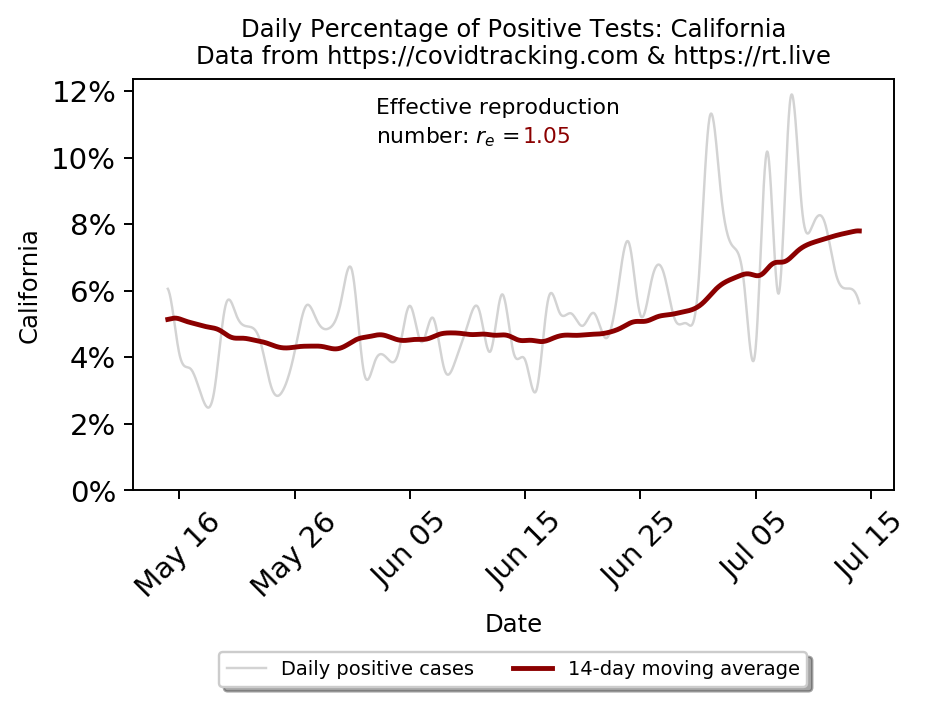 Daily Percentage of Positive Tests: California
Data from https://covidtracking.com & https://rt.live
Effective reproduction
number: rₑ = 1.05
12%
10%
8%
6%
4%
2%
0%
California
May 16
May 26
Jun 05
Jun 15
Jun 25
Jul 05
Jul 15
Date
Daily positive cases
14-day moving average